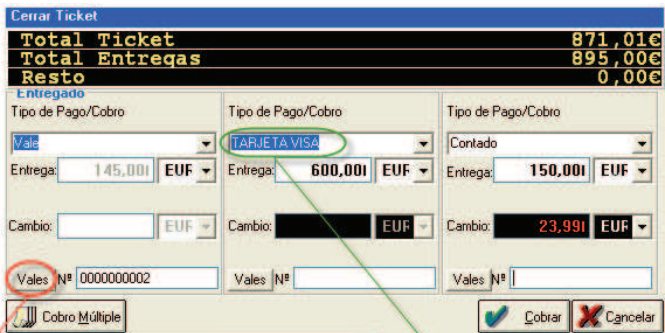 Cerrar Ticket
Total Ticket 871,01€
Total Entregas 895,00€
Resto 0,00€
Entregado
Tipo de Pago/Cobro Tipo de Pago/Cobro Tipo de Pago/Cobro
Vale TARJETA VISA Contado
Entrega: 145,00 EUR Entrega: 600,00 EUR Entrega: 150,00 EUR
Cambio: EUR Cambio: EUR Cambio: 23,99 EUR
Vales Nº 0000000002 Vales Nº Vales Nº
Cobro Múltiple Cobrar Cancelar